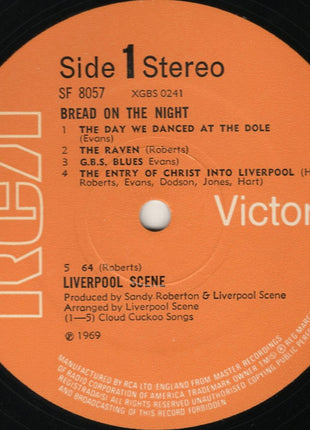 Side 1 Stereo
SF 8057 XGBS 0241
BREAD ON THE NIGHT
1 THE DAY WE DANCED AT THE DOLE
(Evans)
2 THE RAVEN (Roberts)
3 G.B.S. BLUES Evans)
4 THE ENTRY OF CHRIST INTO LIVERPOOL (H
Roberts, Evans, Dodson, Jones, Hart)
RCA
Victor
5 64 (Roberts)
LIVERPOOL SCENE
Produced by Sandy Roberton & Liverpool Scene
Arranged by Liverpool Scene
(1—5) Cloud Cuckoo Songs
℗ 1969
MANUFACTURED BY RCA LTD· ENGLAND FROM MASTER RECORDINGS
OF RADIO CORPORATION OF AMERICA TRADEMARK OWNER TM(S) ® REG MARC
REGISTRADA(S) ALL RIGHTS RESERVED UNAUTHORISED COPYING PUBLIC PER
AND BROADCASTING OF THIS RECORD FORBIDDEN